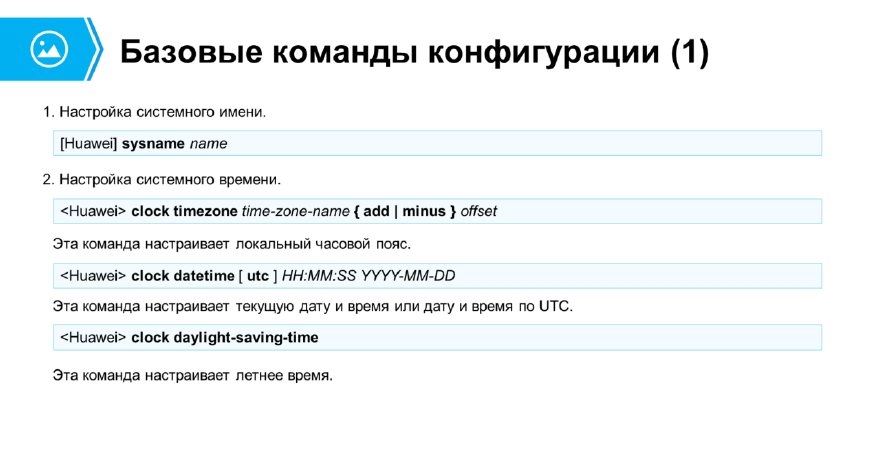 Базовые команды конфигурации (1)
1. Настройка системного имени.
[Huawei] sysname name
2. Настройка системного времени.
<Huawei> clock timezone time-zone-name { add | minus } offset
Эта команда настраивает локальный часовой пояс.
<Huawei> clock datetime [ utc ] HH:MM:SS YYYY-MM-DD
Эта команда настраивает текущую дату и время или дату и время по UTC.
<Huawei> clock daylight-saving-time
Эта команда настраивает летнее время.